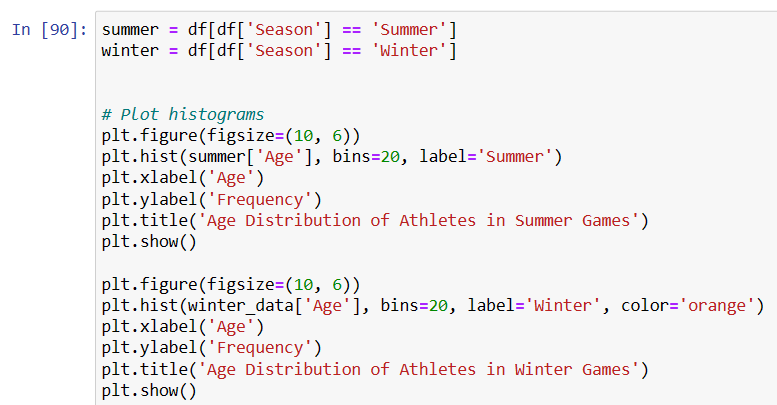 In [90]: summer = df[df['Season'] == 'Summer']
winter = df[df['Season'] == 'Winter']
# Plot histograms
plt.figure(figsize=(10, 6))
plt.hist(summer['Age'], bins=20, label='Summer')
plt.xlabel('Age')
plt.ylabel('Frequency')
plt.title('Age Distribution of Athletes in Summer Games')
plt.show()
plt.figure(figsize=(10, 6))
plt.hist(winter_data['Age'], bins=20, label='Winter', color='orange')
plt.xlabel('Age')
plt.ylabel('Frequency')
plt.title('Age Distribution of Athletes in Winter Games')
plt.show()